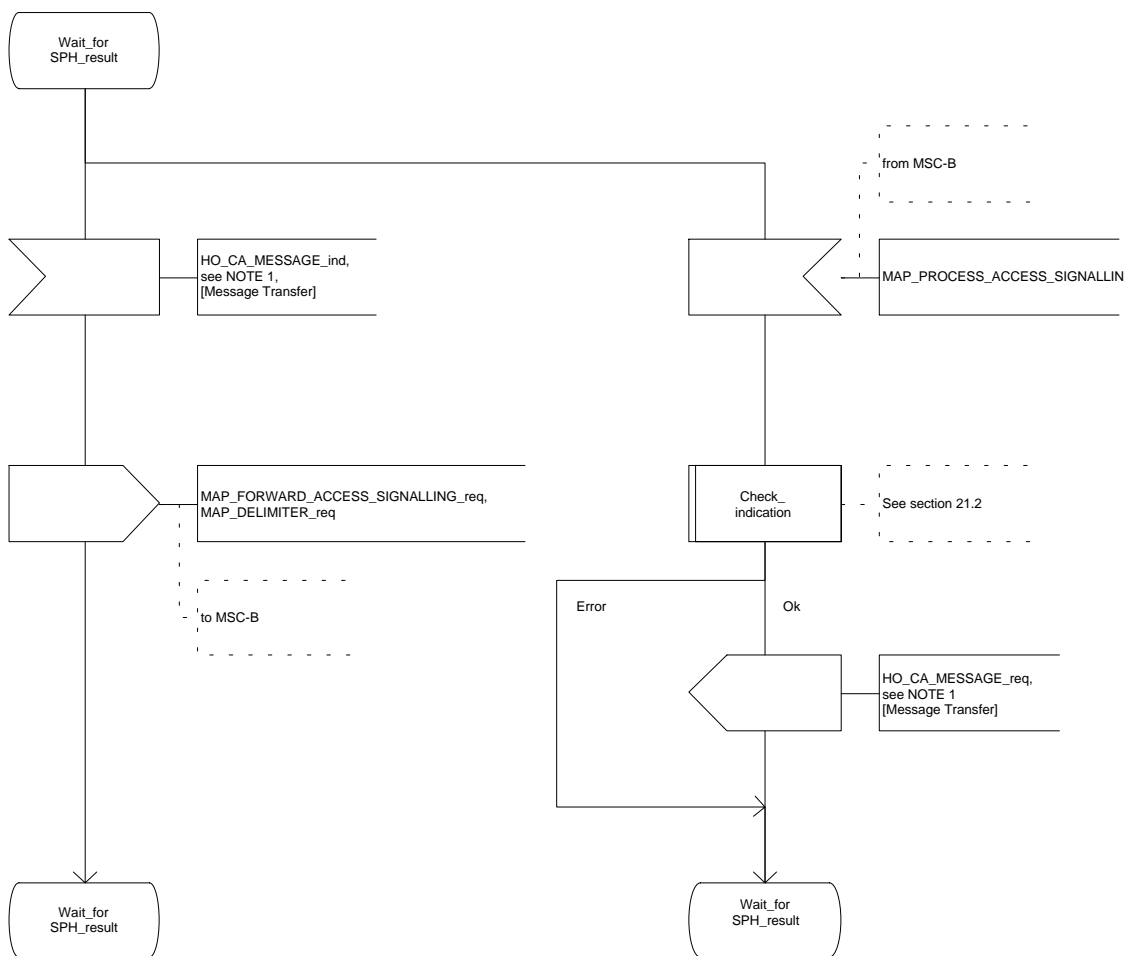 Wait_for
SPH_result
from MSC-B
HO_CA_MESSAGE_ind,
see NOTE 1,
[Message Transfer]
MAP_PROCESS_ACCESS_SIGNALLIN
MAP_FORWARD_ACCESS_SIGNALLING_req,
MAP_DELIMITER_req
Check_
indication
See section 21.2
to MSC-B
Error
Ok
HO_CA_MESSAGE_req,
see NOTE 1
[Message Transfer]
Wait_for
SPH_result
Wait_for
SPH_result